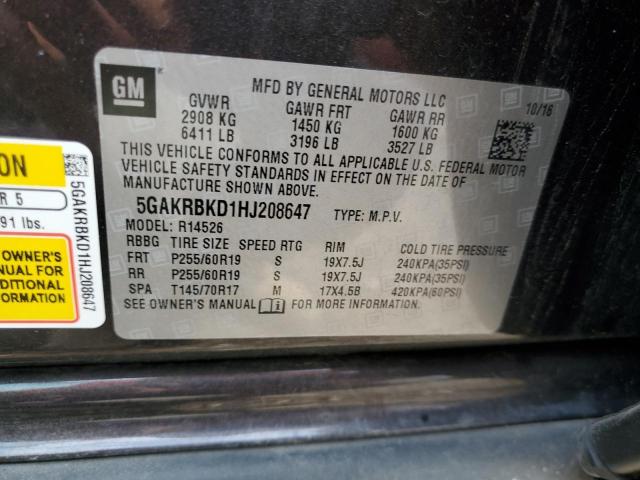 GM
MFD BY GENERAL MOTORS LLC
10/16
GVWR GAWR FRT GAWR RR
2908 KG 1450 KG 1600 KG
6411 LB 3196 LB 3527 LB
THIS VEHICLE CONFORMS TO ALL APPLICABLE U.S. FEDERAL MOTOR
VEHICLE SAFETY STANDARDS IN EFFECT ON THE DATE OF
MANUFACTURE SHOWN ABOVE.
5GAKRBKD1HJ208647 TYPE: M.P.V.
MODEL: R14526
RBBG TIRE SIZE SPEED RTG RIM COLD TIRE PRESSURE
FRT P255/60R19 S 19X7.5J 240KPA(35PSI)
RR P255/60R19 S 19X7.5J 240KPA(35PSI)
SPA T145/70R17 M 17X4.5B 420KPA(60PSI)
SEE OWNER'S MANUAL i FOR MORE INFORMATION.
ION
R 5
91 lbs.
OWNER'S
MANUAL FOR
ADDITIONAL
INFORMATION
5GAKRBKD1HJ208647